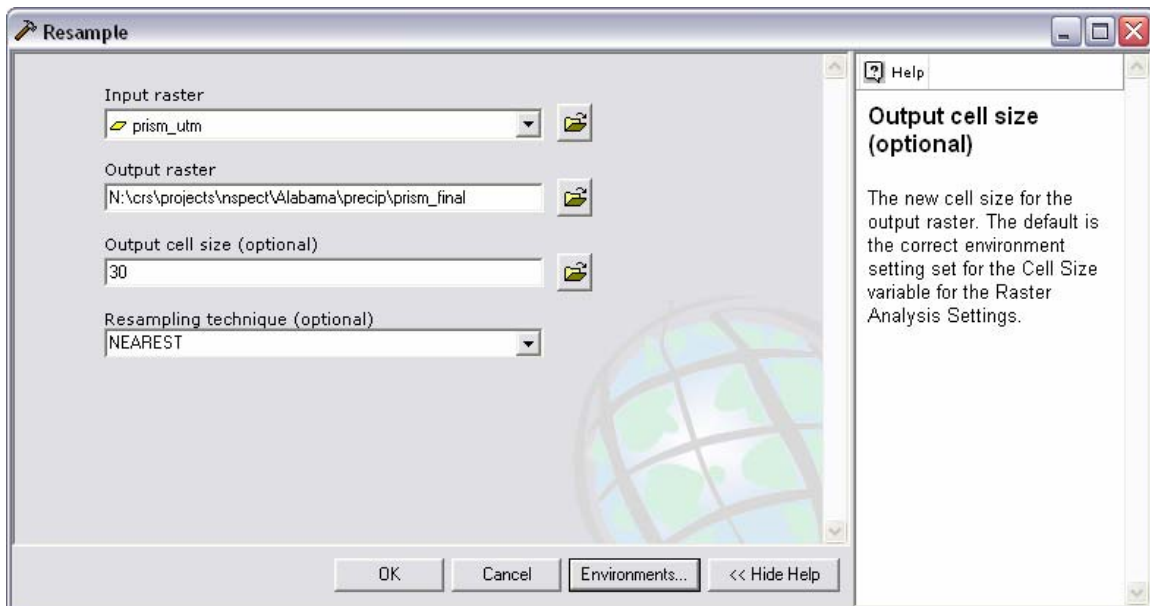 Resample
Input raster
prism_utm
Output raster
N:\crs\projects\nspect\Alabama\precip\prism_final
Output cell size (optional)
30
Resampling technique (optional)
NEAREST
OK
Cancel
Environments...
<< Hide Help
Help
Output cell size
(optional)
The new cell size for the
output raster. The default is
the correct environment
setting set for the Cell Size
variable for the Raster
Analysis Settings.